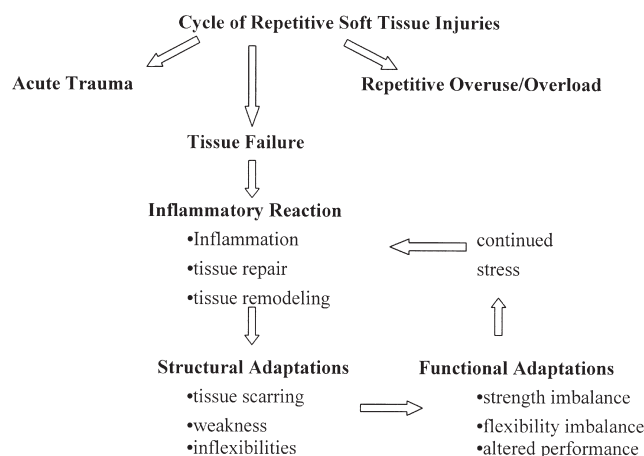 Cycle of Repetitive Soft Tissue Injuries
Acute Trauma
Repetitive Overuse/Overload
Tissue Failure
Inflammatory Reaction
•Inflammation
•tissue repair
•tissue remodeling
continued
stress
Structural Adaptations
•tissue scarring
•weakness
•inflexibilities
Functional Adaptations
•strength imbalance
•flexibility imbalance
•altered performance